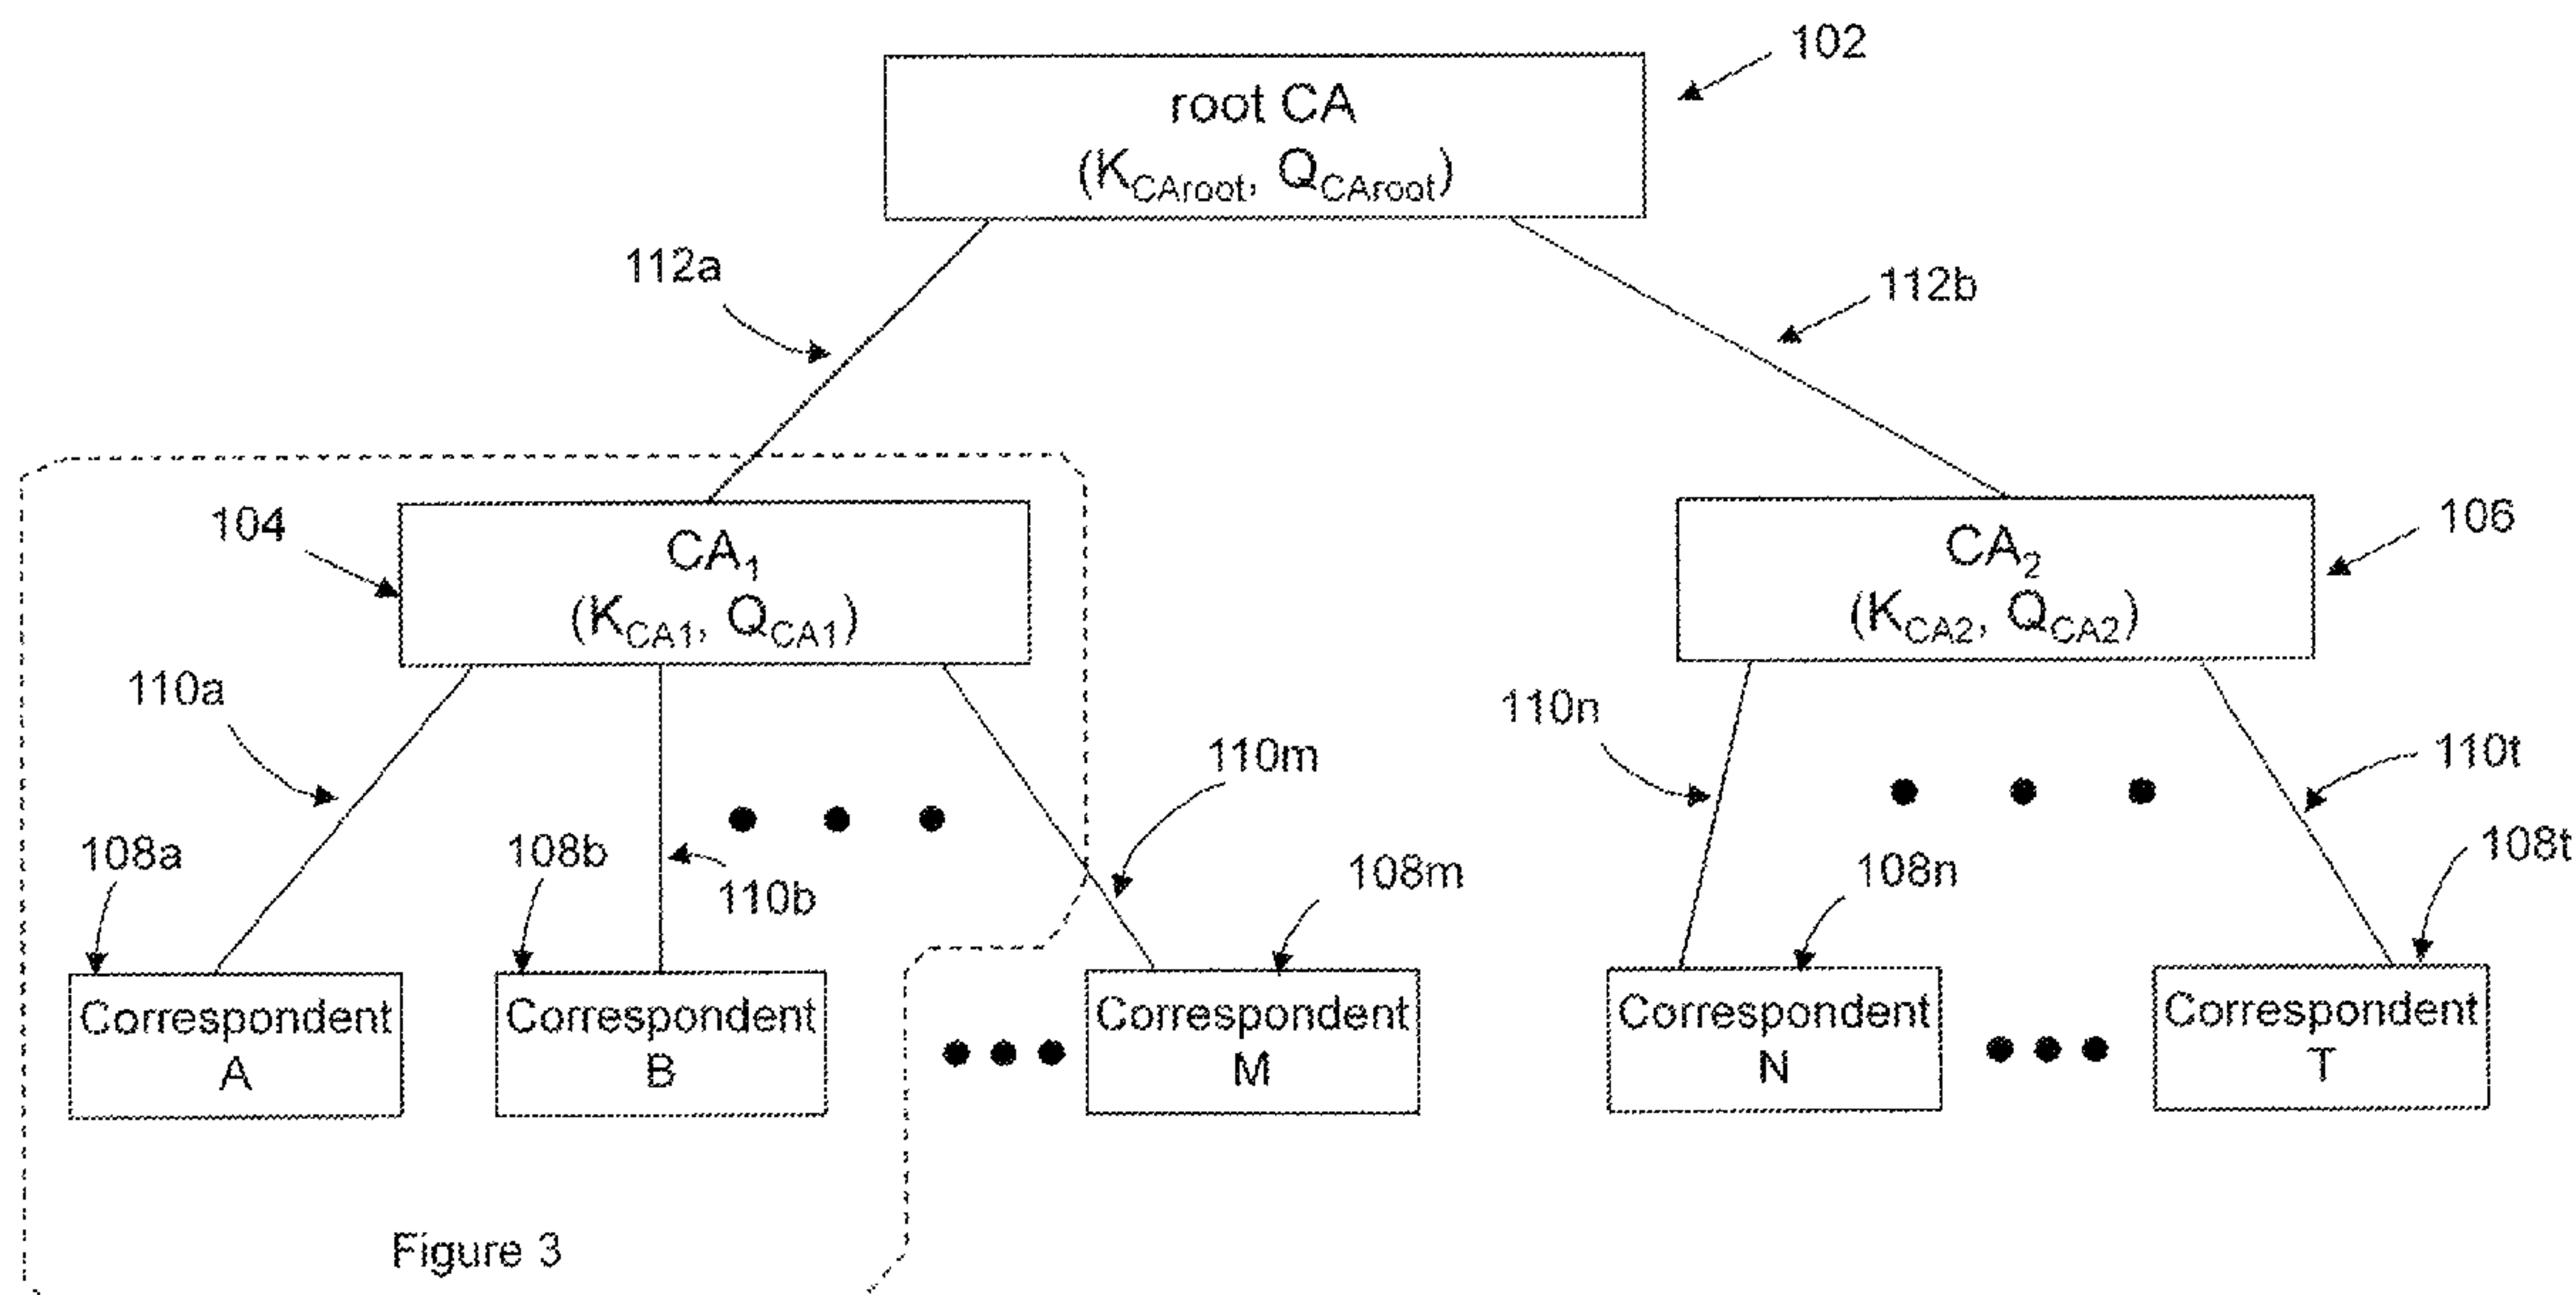 102
root CA
(K_CAroot, Q_CAroot)
112a
112b
104
CA₁
(K_CA1, Q_CA1)
106
CA₂
(K_CA2, Q_CA2)
110a
110n
110m
110t
108a
108b
110b
108m
108n
108t
Correspondent
A
Correspondent
B
Correspondent
M
Correspondent
N
Correspondent
T
Figure 3